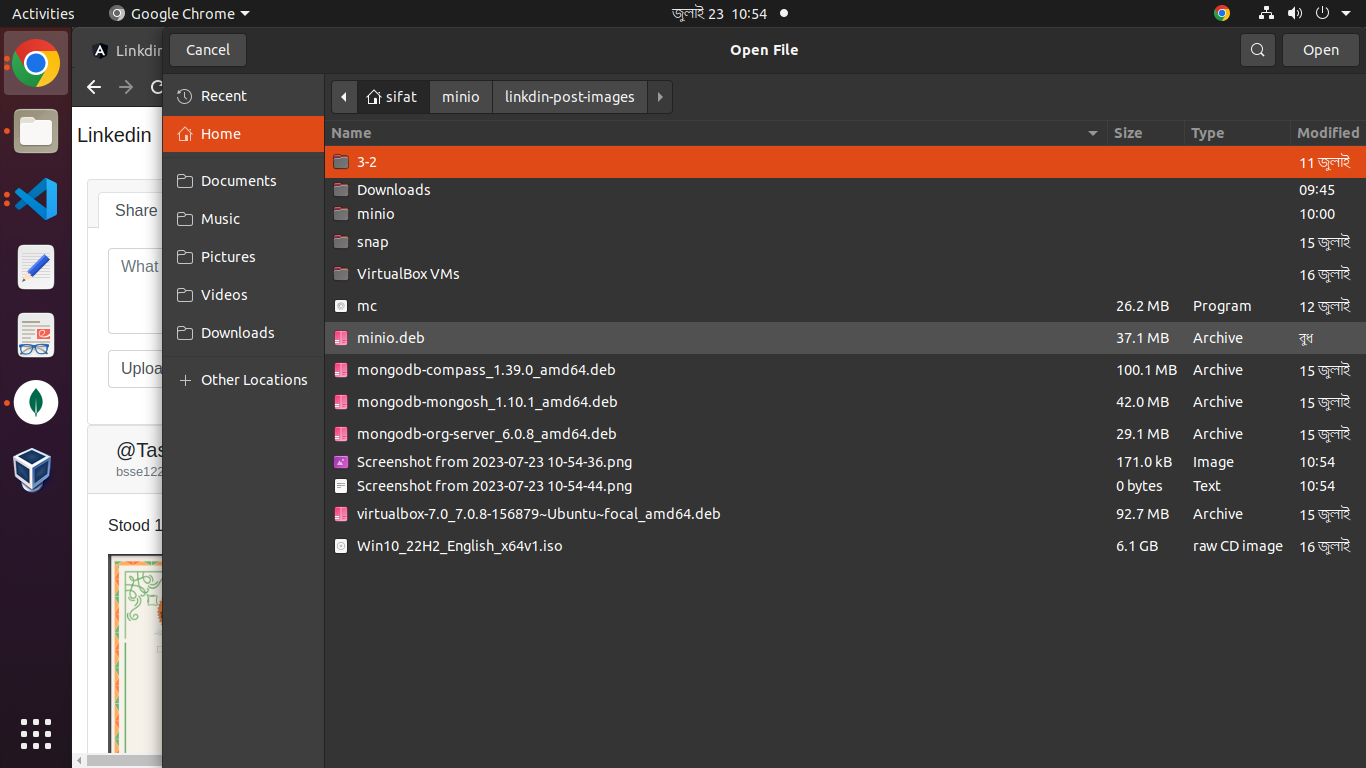 Activities Google Chrome জুলাই 23 10:54
Linkdin
Cancel Open File Open
Recent
Home
Documents
Music
Pictures
Videos
Downloads
Other Locations
sifat minio linkdin-post-images
Name Size Type Modified
3-2 11 জুলাই
Downloads 09:45
minio 10:00
snap 15 জুলাই
VirtualBox VMs 16 জুলাই
mc 26.2 MB Program 12 জুলাই
minio.deb 37.1 MB Archive বুধ
mongodb-compass_1.39.0_amd64.deb 100.1 MB Archive 15 জুলাই
mongodb-mongosh_1.10.1_amd64.deb 42.0 MB Archive 15 জুলাই
mongodb-org-server_6.0.8_amd64.deb 29.1 MB Archive 15 জুলাই
Screenshot from 2023-07-23 10-54-36.png 171.0 kB Image 10:54
Screenshot from 2023-07-23 10-54-44.png 0 bytes Text 10:54
virtualbox-7.0_7.0.8-156879~Ubuntu~focal_amd64.deb 92.7 MB Archive 15 জুলাই
Win10_22H2_English_x64v1.iso 6.1 GB raw CD image 16 জুলাই
Linkedin
Share
What
Uploa
@Tas
bsse122
Stood 1